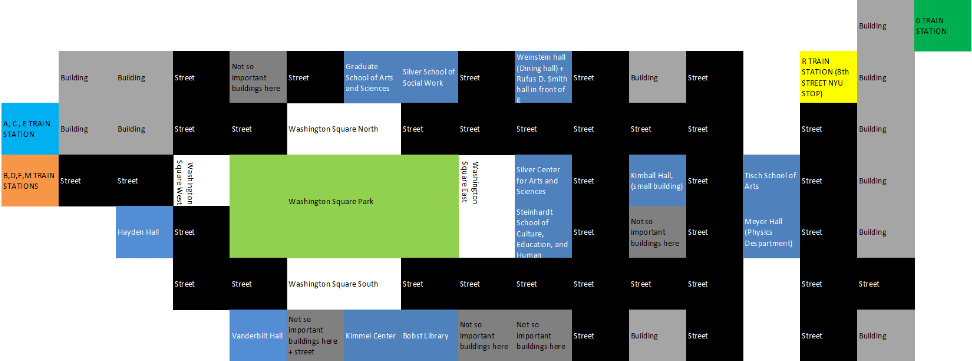 Building
6 TRAIN
STATION
Building
Building
Street
Not so
important
buildings here
Street
Graduate
School of Arts
and Sciences
Silver School of
Social Work
Street
Weinstein hall
(Dining hall) +
Rufus D. Smith
hall in front of
it
Street
Building
Street
R TRAIN
STATION (8th
STREET NYU
STOP)
Building
A, C, E TRAIN
STATION
Building
Building
Street
Street
Washington Square North
Street
Street
Street
Street
Street
Street
Street
Building
B,D,F,M TRAIN
STATIONS
Street
Street
Washington
Square West
Washington Square Park
Washington
Square East
Silver Center
for Arts and
Sciences
Street
Kimball Hall,
(small building)
Street
Tisch School of
Arts
Street
Building
Hayden Hall
Street
Steinhardt
School of
Culture,
Education, and
Human
Street
Not so
important
buildings here
Street
Meyer Hall
(Physics
Despartment)
Street
Building
Street
Street
Washington Square South
Street
Street
Street
Street
Street
Street
Street
Street
Vanderbilt Hall
Not so
important
buildings here
+ street
Kimmel Center
Bobst Library
Not so
important
buildings here
Not so
important
buildings here
Street
Building
Street
Street
Building